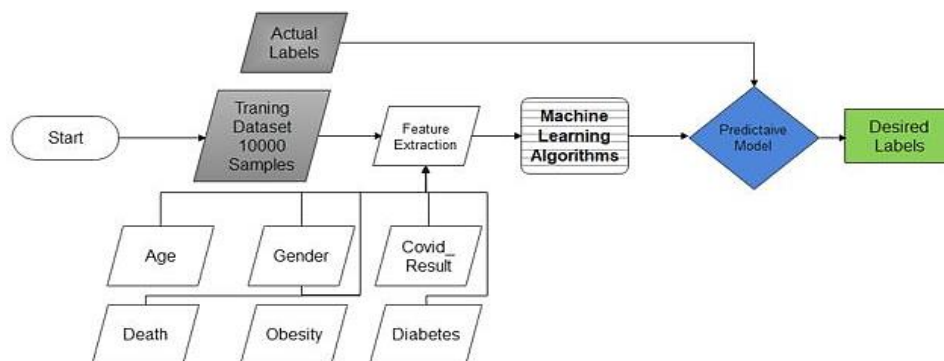 Actual
Labels
Start
Traning
Dataset
10000
Samples
Feature
Extraction
Machine
Learning
Algorithms
Predictaive
Model
Desired
Labels
Age
Gender
Covid_
Result
Death
Obesity
Diabetes